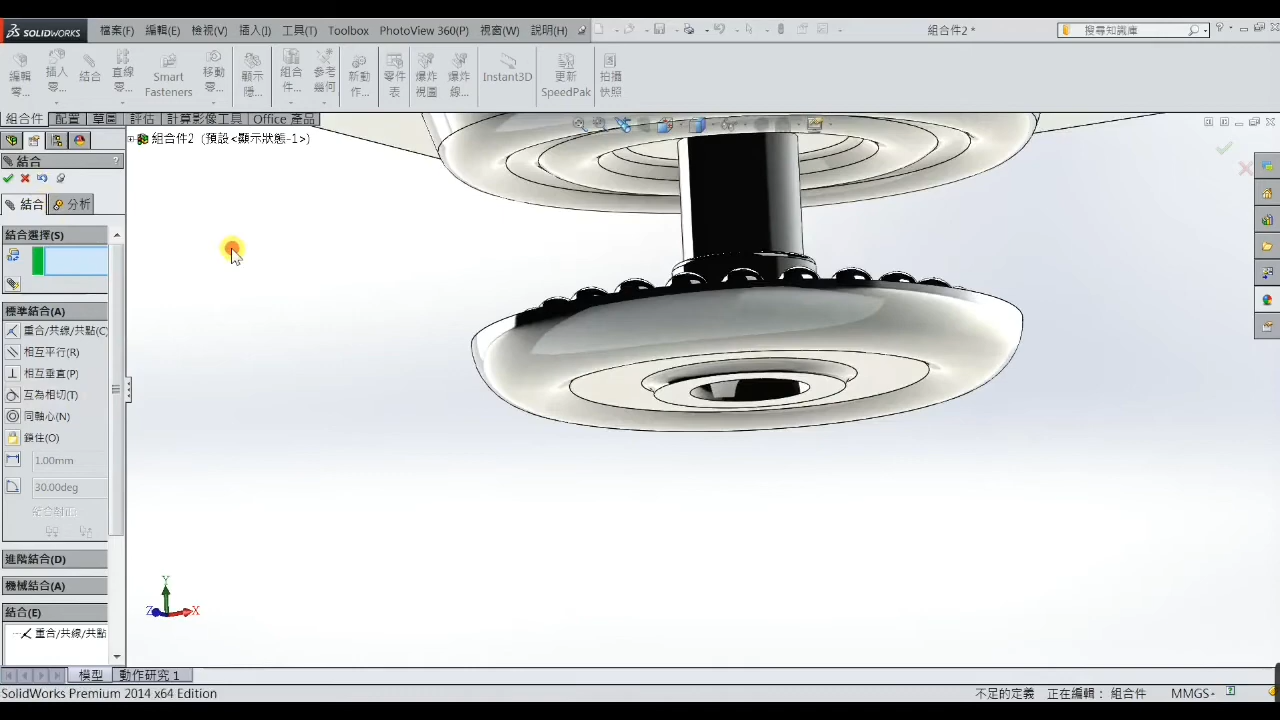 SOLIDWORKS 檔案(F) 編輯(E) 檢視(V) 插入(I) 工具(T) Toolbox PhotoView 360(P) 視窗(W) 說明(H) 組合件2 * 搜尋知識庫
編輯零... 插入零... 結合 直線零... Smart Fasteners 移動零... 顯示隱... 組合件... 參考幾何 新動作... 零件表 爆炸視圖 爆炸線... Instant3D 更新 SpeedPak 拍攝快照
組合件 配置 草圖 評估 計算影像工具 Office 產品
組合件2 (預設<顯示狀態-1>)
結合 ?
結合 分析
結合選擇(S)
標準結合(A)
重合/共線/共點(C)
相互平行(R)
相互垂直(P)
互為相切(T)
同軸心(N)
鎖住(O)
1.00mm
30.00deg
結合對正:
進階結合(D)
機械結合(A)
結合(E)
重合/共線/共點
Y
Z X
模型 動作研究 1
SolidWorks Premium 2014 x64 Edition 不足的定義 正在編輯： 組合件 MMGS